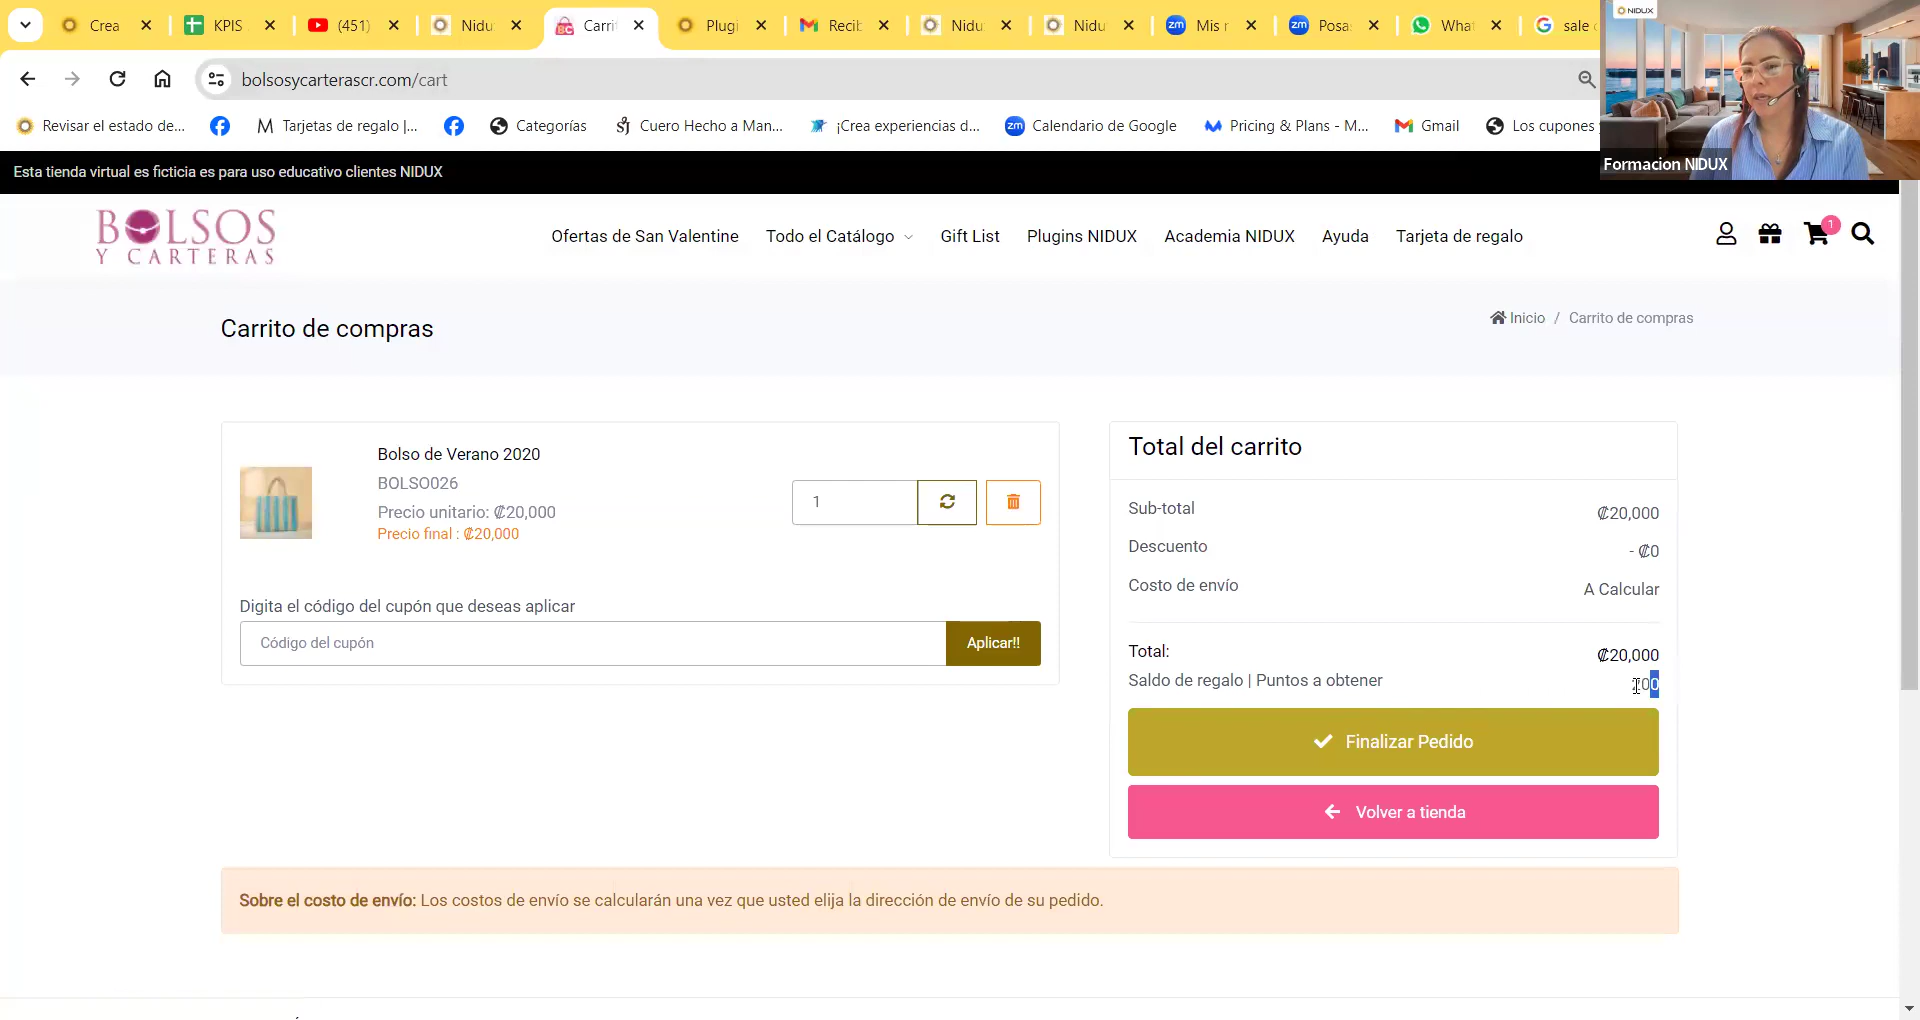 Crea
KPIS
(451)
Nidu
Carri
Plugi
Recib
Nidu
Nidu
Mis r
Posa
What
sale
bolsosycarterascr.com/cart
Revisar el estado de...
Tarjetas de regalo |...
Categorías
Cuero Hecho a Man...
¡Crea experiencias d...
Calendario de Google
Pricing & Plans - M...
Gmail
Los cupones
NIDUX
Formacion NIDUX
Esta tienda virtual es ficticia es para uso educativo clientes NIDUX
BOLSOS
Y CARTERAS
Ofertas de San Valentine
Todo el Catálogo
Gift List
Plugins NIDUX
Academia NIDUX
Ayuda
Tarjeta de regalo
1
Carrito de compras
Inicio / Carrito de compras
Bolso de Verano 2020
BOLSO026
Precio unitario: ₡20,000
Precio final : ₡20,000
1
Digita el código del cupón que deseas aplicar
Código del cupón
Aplicar!!
Total del carrito
Sub-total
₡20,000
Descuento
- ₡0
Costo de envío
A Calcular
Total:
₡20,000
Saldo de regalo | Puntos a obtener
Finalizar Pedido
Volver a tienda
Sobre el costo de envío: Los costos de envío se calcularán una vez que usted elija la dirección de envío de su pedido.